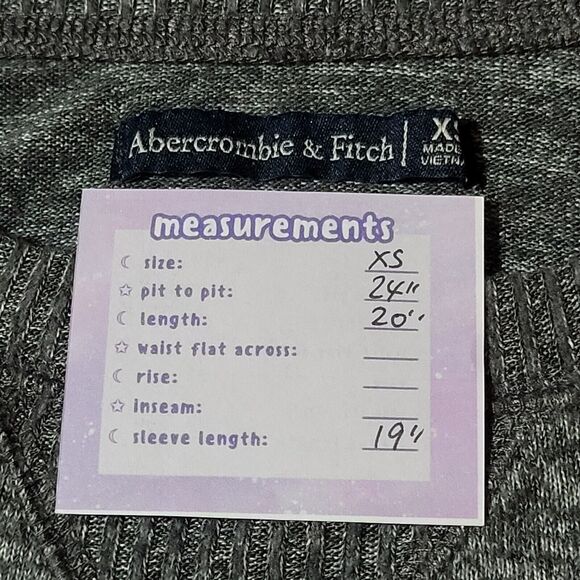 Abercrombie & Fitch | XS
MADE
VIETNA
measurements
size: XS
pit to pit: 24"
length: 20"
waist flat across:
rise:
inseam:
sleeve length: 19"